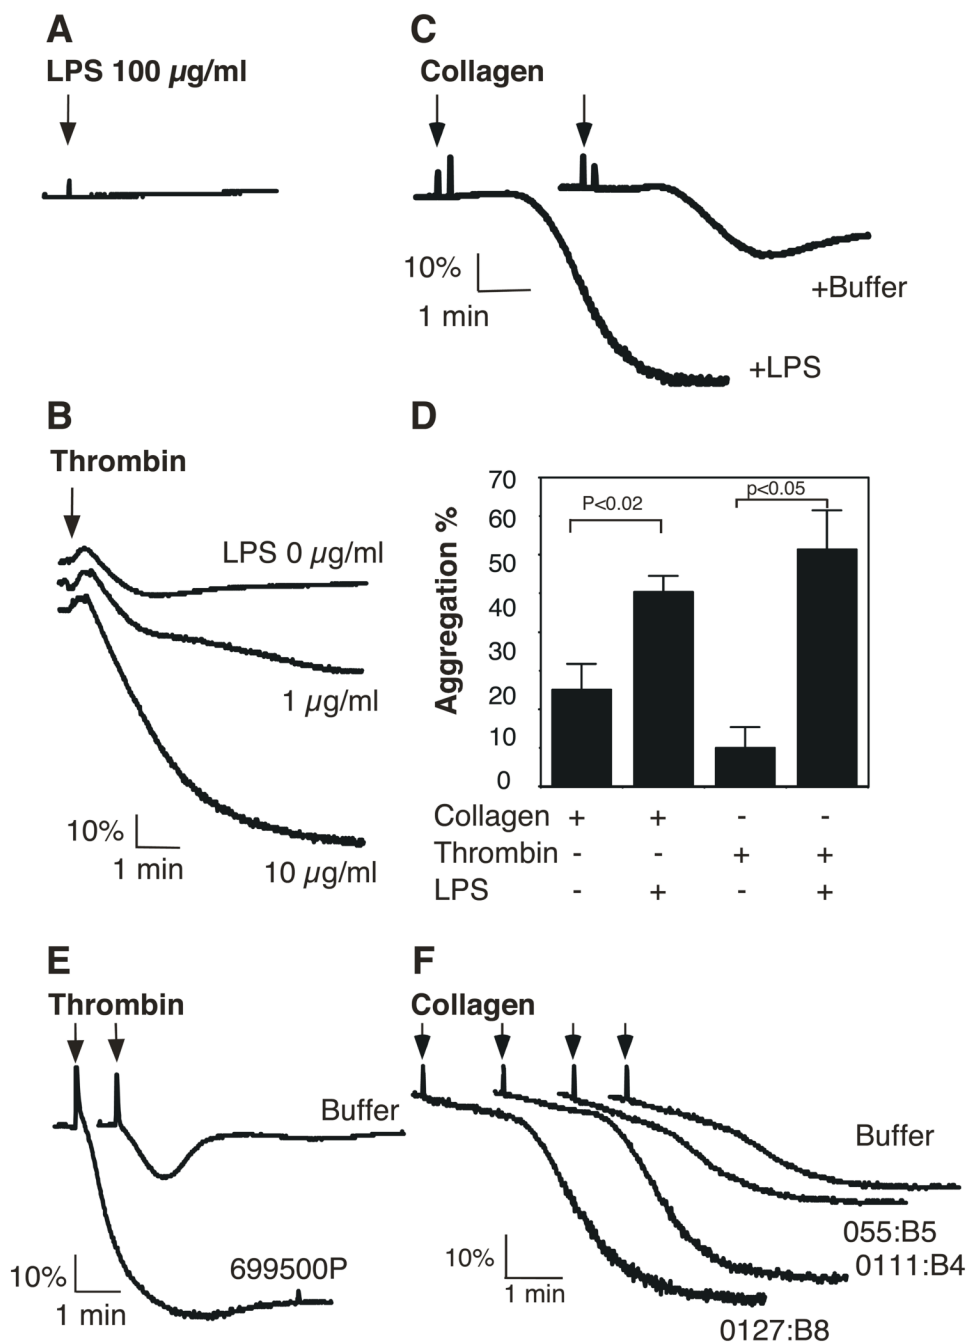 A
LPS 100 µg/ml
C
Collagen
10%
1 min
+Buffer
+LPS
B
Thrombin
LPS 0 µg/ml
1 µg/ml
10%
1 min
10 µg/ml
D
Aggregation %
70
60
50
40
30
20
10
0
P<0.02
p<0.05
Collagen + + - -
Thrombin - - + +
LPS - + - +
E
Thrombin
Buffer
10%
1 min
699500P
F
Collagen
Buffer
055:B5
0111:B4
10%
1 min
0127:B8